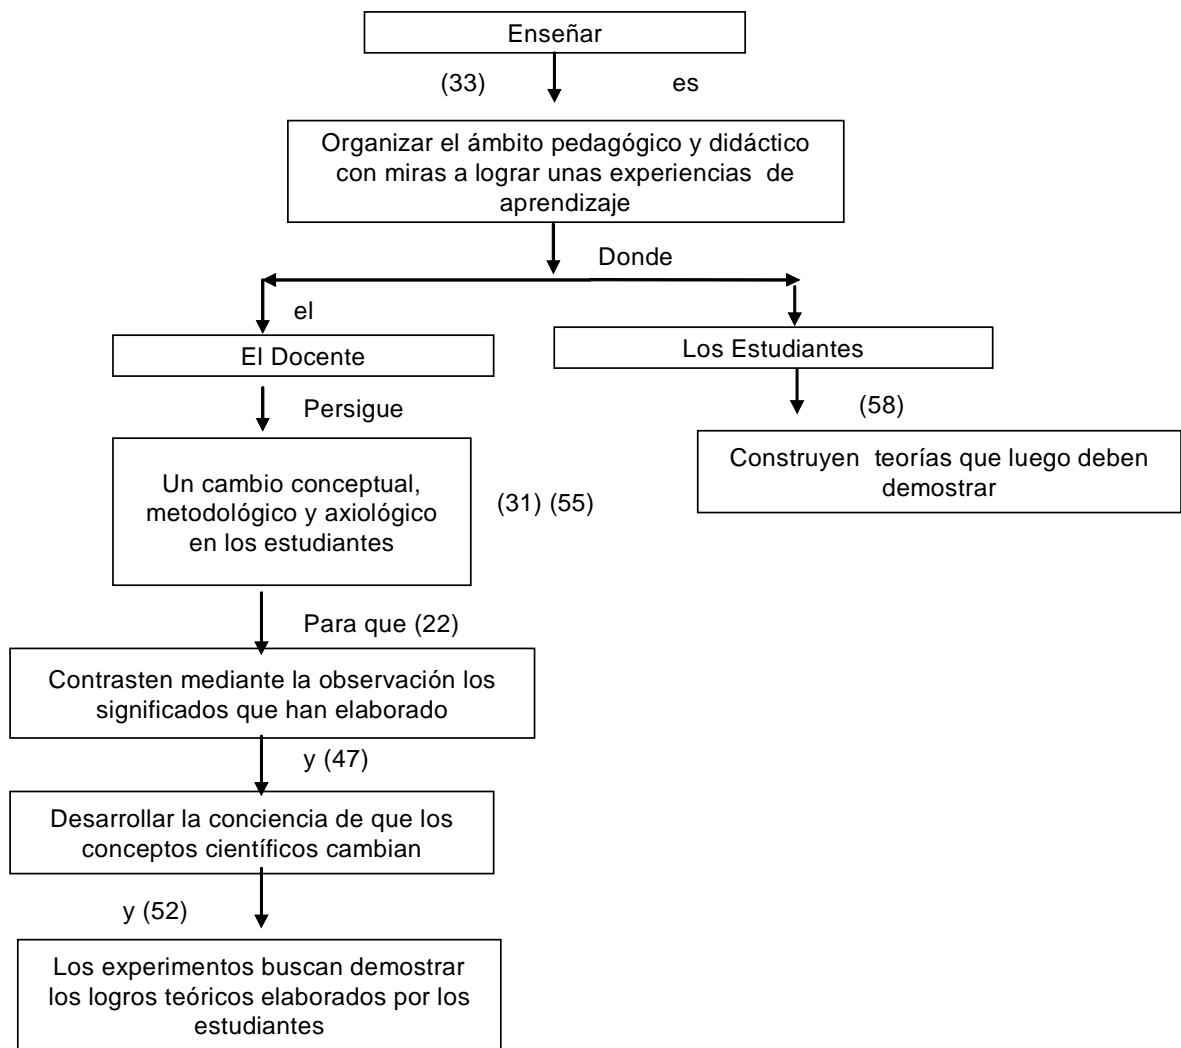 Enseñar
(33) es
Organizar el ámbito pedagógico y didáctico
con miras a lograr unas experiencias de
aprendizaje
Donde
el
El Docente
Los Estudiantes
Persigue
(58)
Construyen teorías que luego deben
demostrar
Un cambio conceptual,
metodológico y axiológico
en los estudiantes
(31) (55)
Para que (22)
Contrasten mediante la observación los
significados que han elaborado
y (47)
Desarrollar la conciencia de que los
conceptos científicos cambian
y (52)
Los experimentos buscan demostrar
los logros teóricos elaborados por los
estudiantes